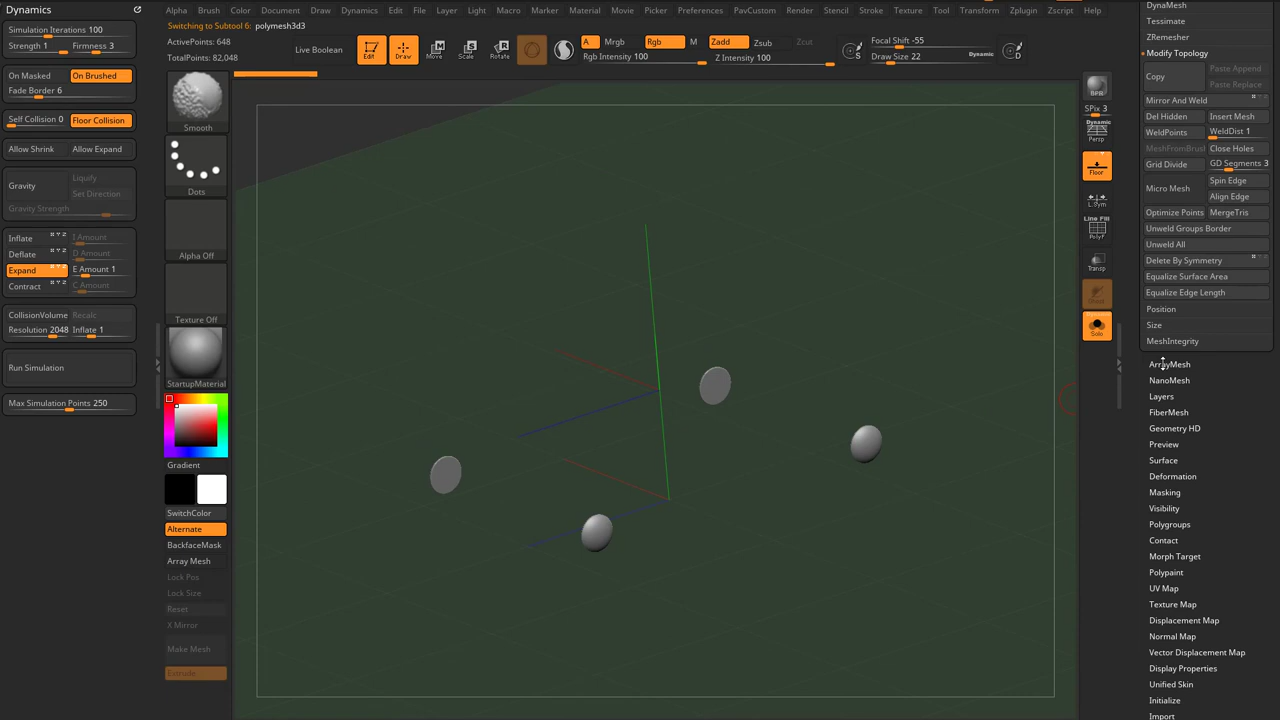 Dynamics
Alpha Brush Color Document Draw Dynamics Edit File Layer Light Macro Marker Material Movie Picker Preferences PavCustom Render Stencil Stroke Texture Tool Transform Zplugin Zscript Help
Switching to Subtool 6: polymesh3d3
Simulation Iterations 100
Strength 1 Firmness 3
On Masked On Brushed
Fade Border 6
Self Collision 0 Floor Collision
Allow Shrink Allow Expand
Gravity
Liquify
Set Direction
Gravity Strength
Inflate I Amount
Deflate D Amount
Expand E Amount 1
Contract C Amount
CollisionVolume Recalc
Resolution 2048 Inflate 1
Run Simulation
Max Simulation Points 250
ActivePoints: 648
TotalPoints: 82,048
Live Boolean
Edit Draw Move Scale Rotate
A Mrgb Rgb M Zadd Zsub Zcut
Rgb Intensity 100 Z Intensity 100
S
Focal Shift -55
Draw Size 22 Dynamic
D
Smooth
Dots
Alpha Off
Texture Off
StartupMaterial
Gradient
SwitchColor
Alternate
BackfaceMask
Array Mesh
Lock Pos
Lock Size
Reset
X Mirror
Make Mesh
Extrude
BPR
SPix 3
Dynamic
Persp
Floor
L.Sym
Line Fill
PolyF
Transp
Ghost
Dynamic
Solo
DynaMesh
Tessimate
ZRemesher
Modify Topology
Copy
Paste Append
Paste Replace
Mirror And Weld
Del Hidden Insert Mesh
WeldPoints WeldDist 1
MeshFromBrush Close Holes
Grid Divide GD Segments 3
Micro Mesh
Spin Edge
Align Edge
Optimize Points MergeTris
Unweld Groups Border
Unweld All
Delete By Symmetry
Equalize Surface Area
Equalize Edge Length
Position
Size
MeshIntegrity
ArrayMesh
NanoMesh
Layers
FiberMesh
Geometry HD
Preview
Surface
Deformation
Masking
Visibility
Polygroups
Contact
Morph Target
Polypaint
UV Map
Texture Map
Displacement Map
Normal Map
Vector Displacement Map
Display Properties
Unified Skin
Initialize
Import